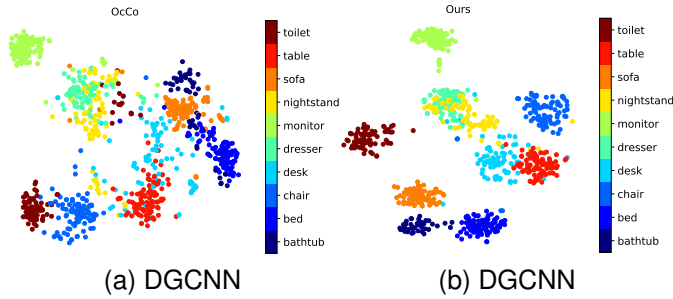 OcCo
toilet
table
sofa
nightstand
monitor
dresser
desk
chair
bed
bathtub
(a) DGCNN
Ours
toilet
table
sofa
nightstand
monitor
dresser
desk
chair
bed
bathtub
(b) DGCNN